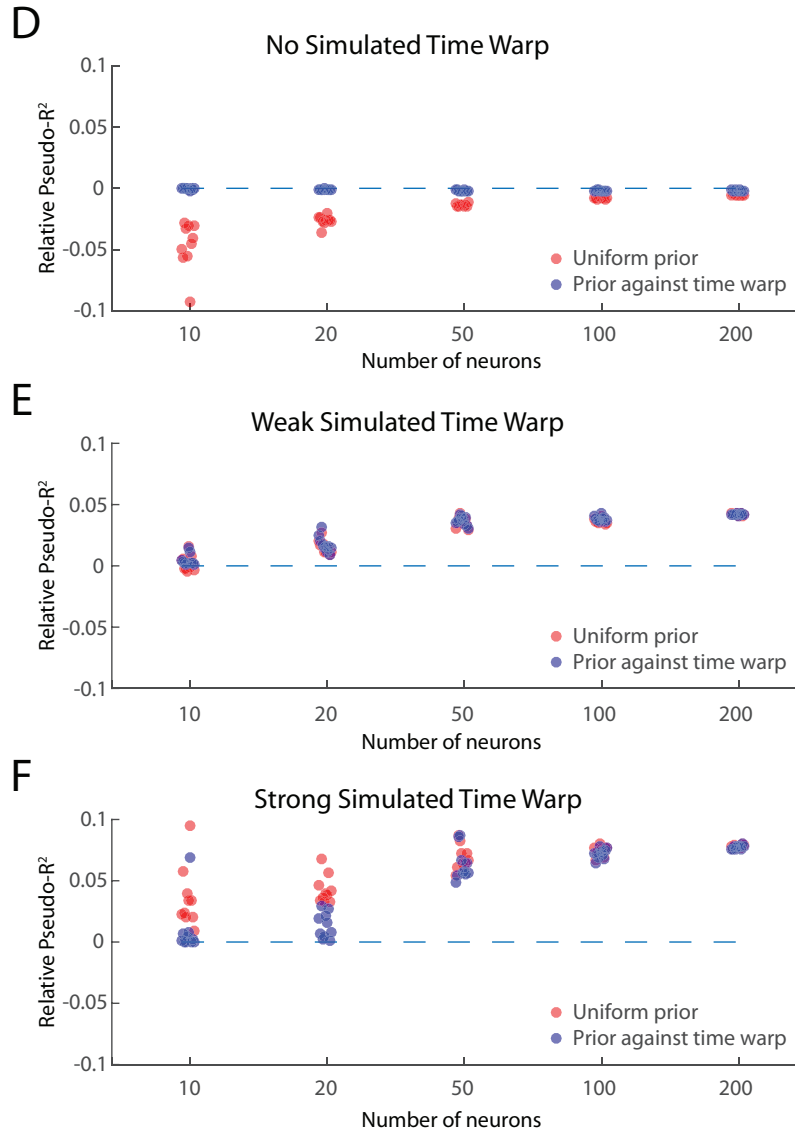 D
No Simulated Time Warp
Relative Pseudo-R²
0.1
0.05
0
-0.05
-0.1
Uniform prior
Prior against time warp
10 20 50 100 200
Number of neurons
E
Weak Simulated Time Warp
Relative Pseudo-R²
0.1
0.05
0
-0.05
-0.1
Uniform prior
Prior against time warp
10 20 50 100 200
Number of neurons
F
Strong Simulated Time Warp
Relative Pseudo-R²
0.1
0.05
0
-0.05
-0.1
Uniform prior
Prior against time warp
10 20 50 100 200
Number of neurons